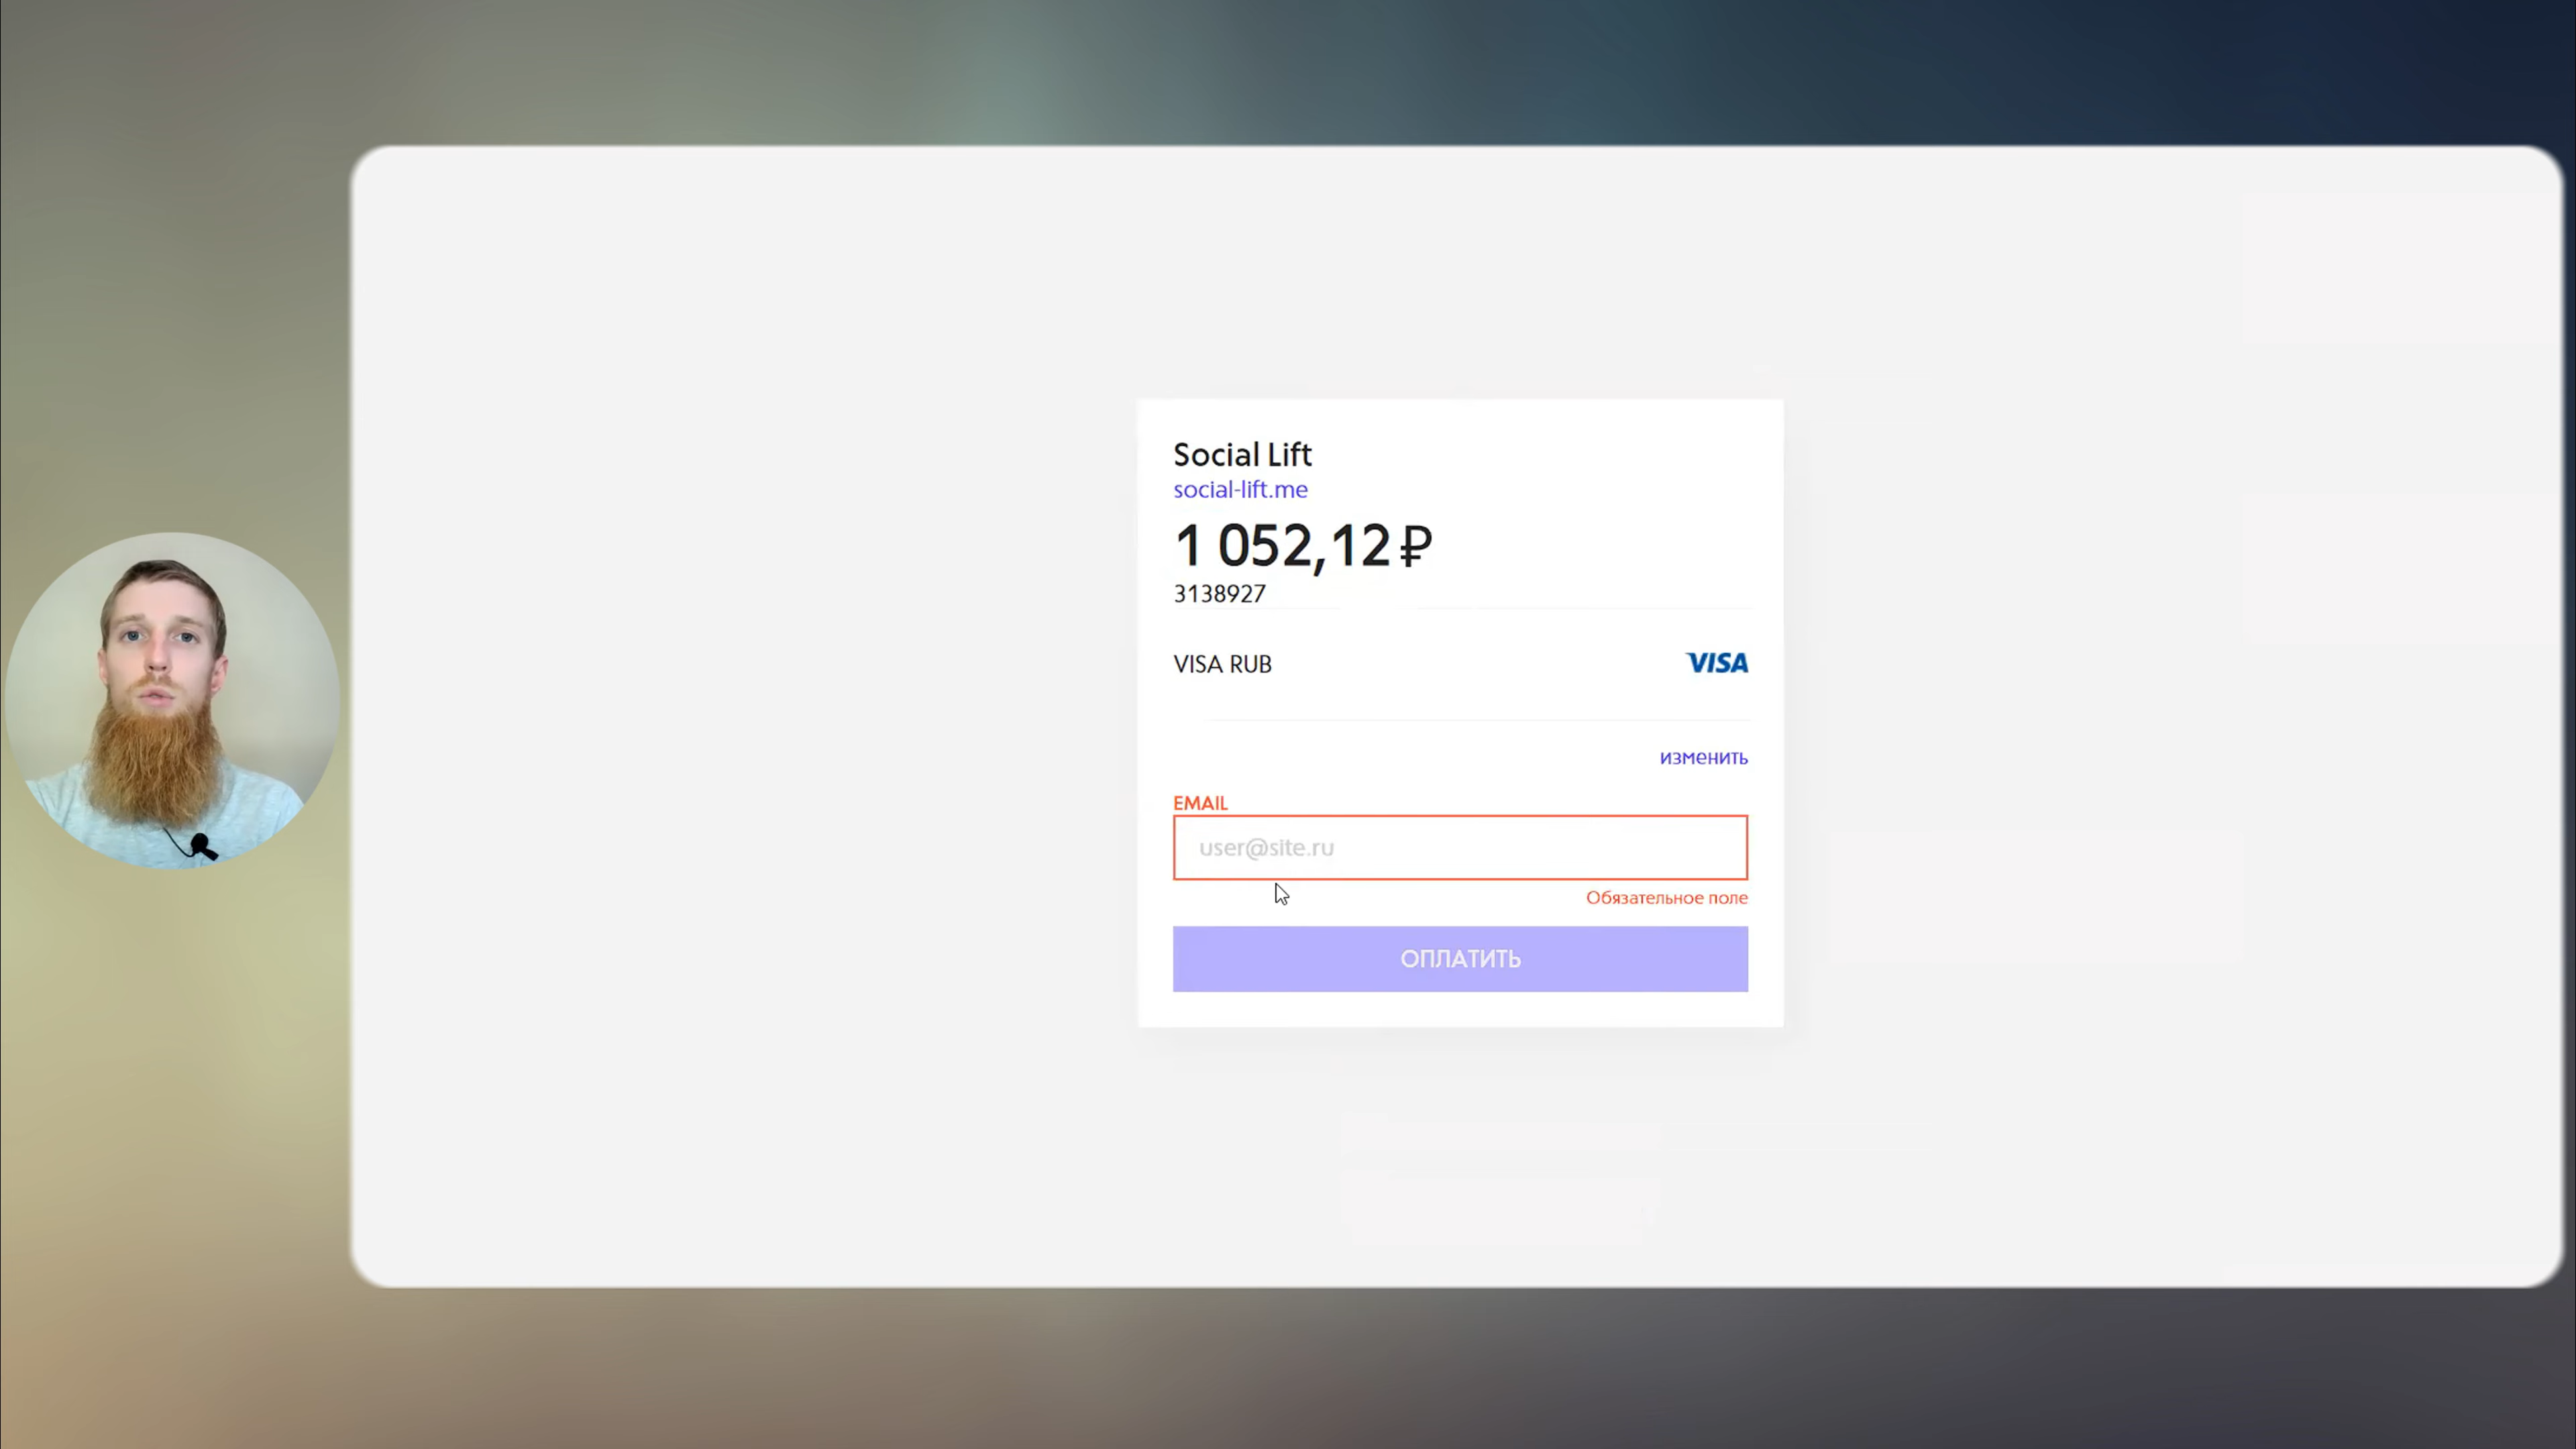 Social Lift
social-lift.me
1 052,12 ₽
3138927
VISA RUB
VISA
изменить
EMAIL
user@site.ru
Обязательное поле
ОПЛАТИТЬ